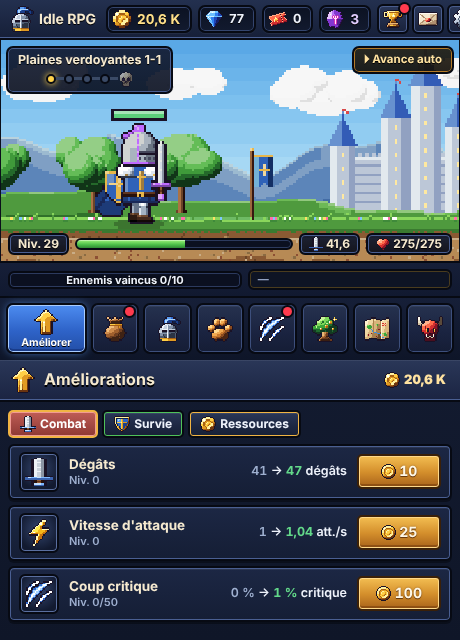 Idle RPG
20,6 K
77
0
3
Plaines verdoyantes 1-1
Avance auto
Niv. 29
41,6
275/275
Ennemis vaincus 0/10
—
Améliorer
Améliorations
20,6 K
Combat
Survie
Ressources
Dégâts
Niv. 0
41 → 47 dégâts
10
Vitesse d'attaque
Niv. 0
1 → 1,04 att./s
25
Coup critique
Niv. 0/50
0 % → 1 % critique
100